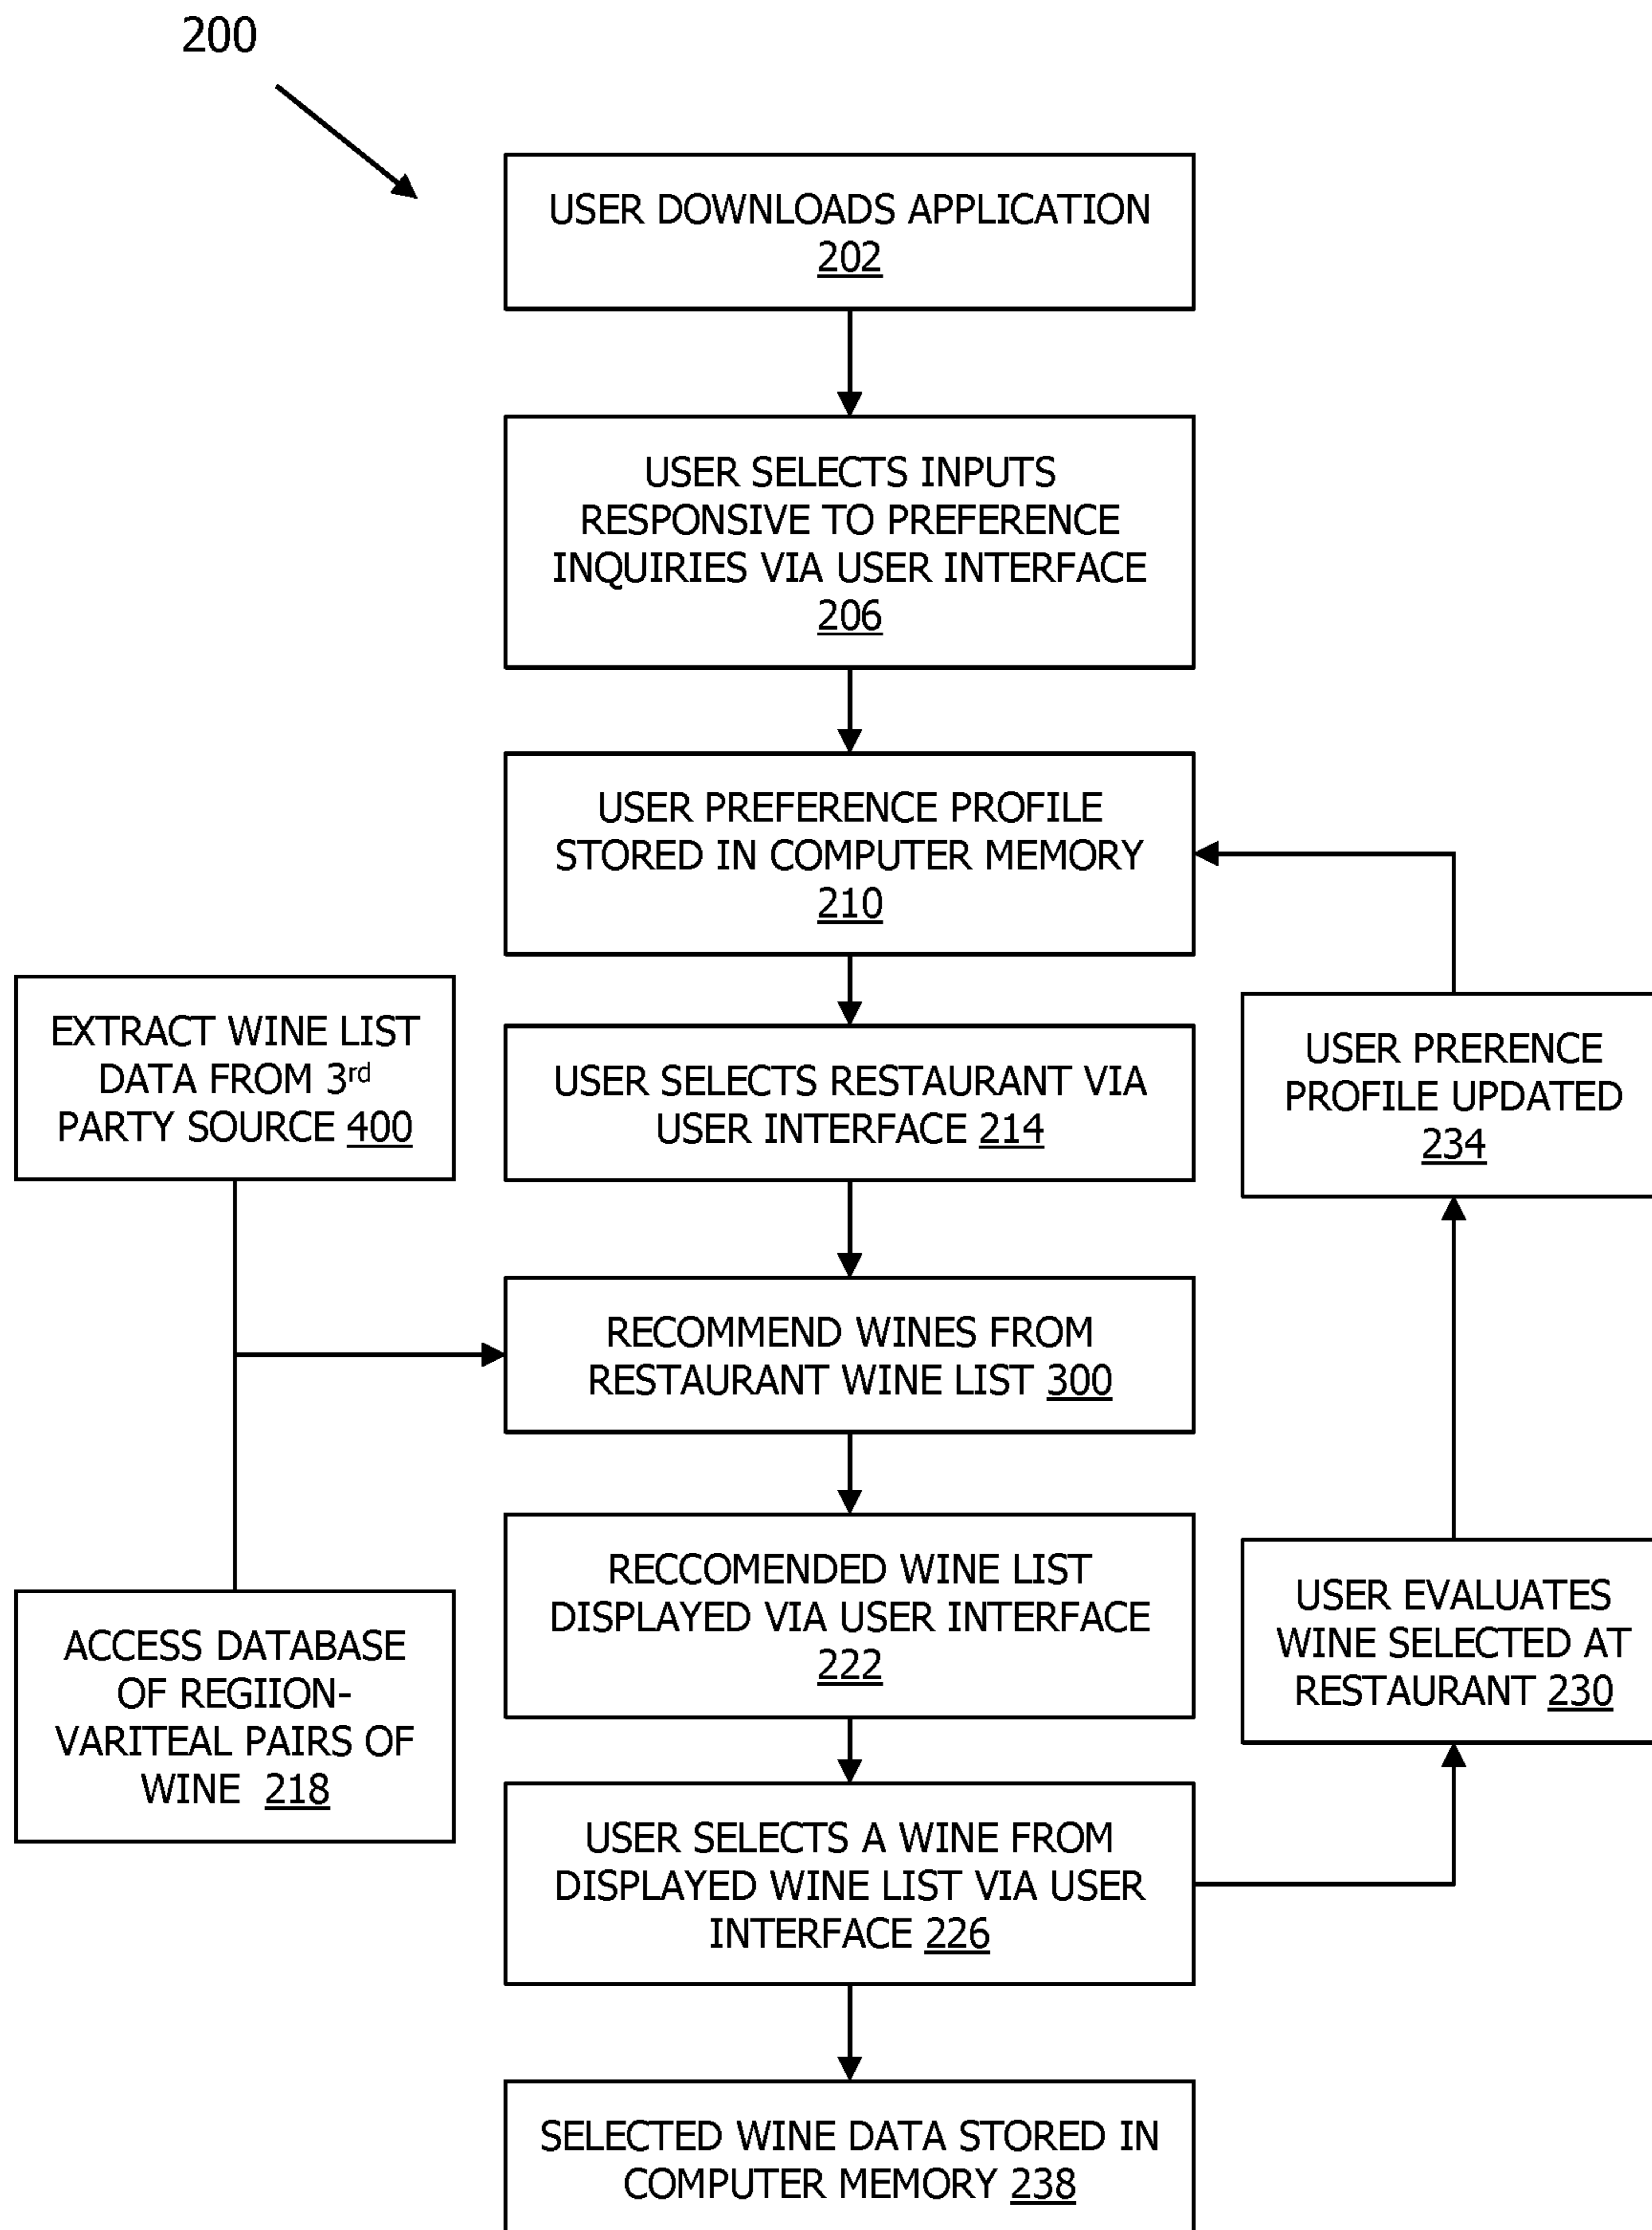 200
USER DOWNLOADS APPLICATION
202
USER SELECTS INPUTS
RESPONSIVE TO PREFERENCE
INQUIRIES VIA USER INTERFACE
206
USER PREFERENCE PROFILE
STORED IN COMPUTER MEMORY
210
EXTRACT WINE LIST
DATA FROM 3rd
PARTY SOURCE 400
USER SELECTS RESTAURANT VIA
USER INTERFACE 214
USER PRERENCE
PROFILE UPDATED
234
RECOMMEND WINES FROM
RESTAURANT WINE LIST 300
RECCOMENDED WINE LIST
DISPLAYED VIA USER INTERFACE
222
ACCESS DATABASE
OF REGIION-
VARITEAL PAIRS OF
WINE 218
USER EVALUATES
WINE SELECTED AT
RESTAURANT 230
USER SELECTS A WINE FROM
DISPLAYED WINE LIST VIA USER
INTERFACE 226
SELECTED WINE DATA STORED IN
COMPUTER MEMORY 238